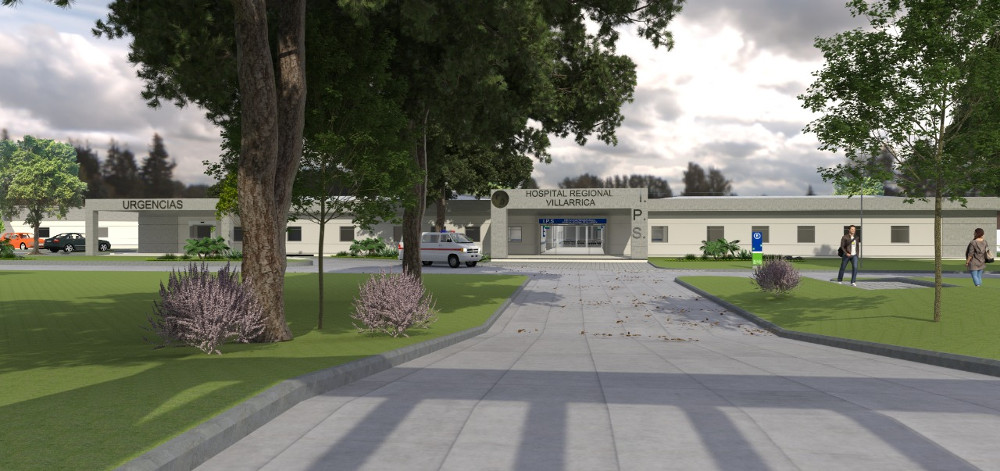 URGENCIAS
HOSPITAL REGIONAL
VILLARRICA
I.
P.
S.
I.P.S